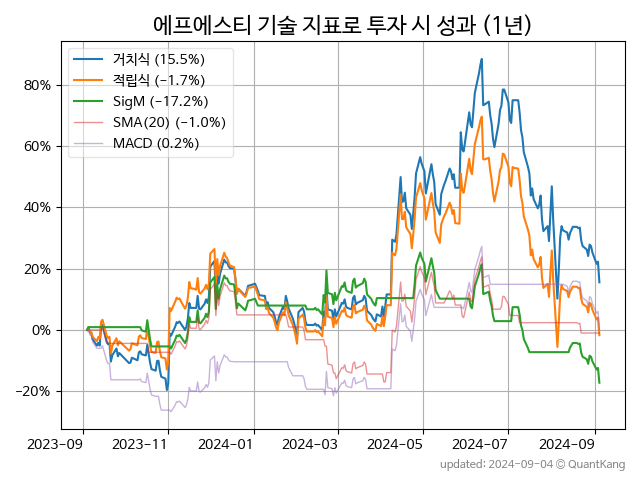 에프에스티 기술 지표로 투자 시 성과 (1년)
거치식 (15.5%)
적립식 (−1.7%)
SigM (−17.2%)
SMA(20) (−1.0%)
MACD (0.2%)
80%
60%
40%
20%
0%
−20%
2023-09 2023-11 2024-01 2024-03 2024-05 2024-07 2024-09
updated: 2024-09-04 © QuantKang